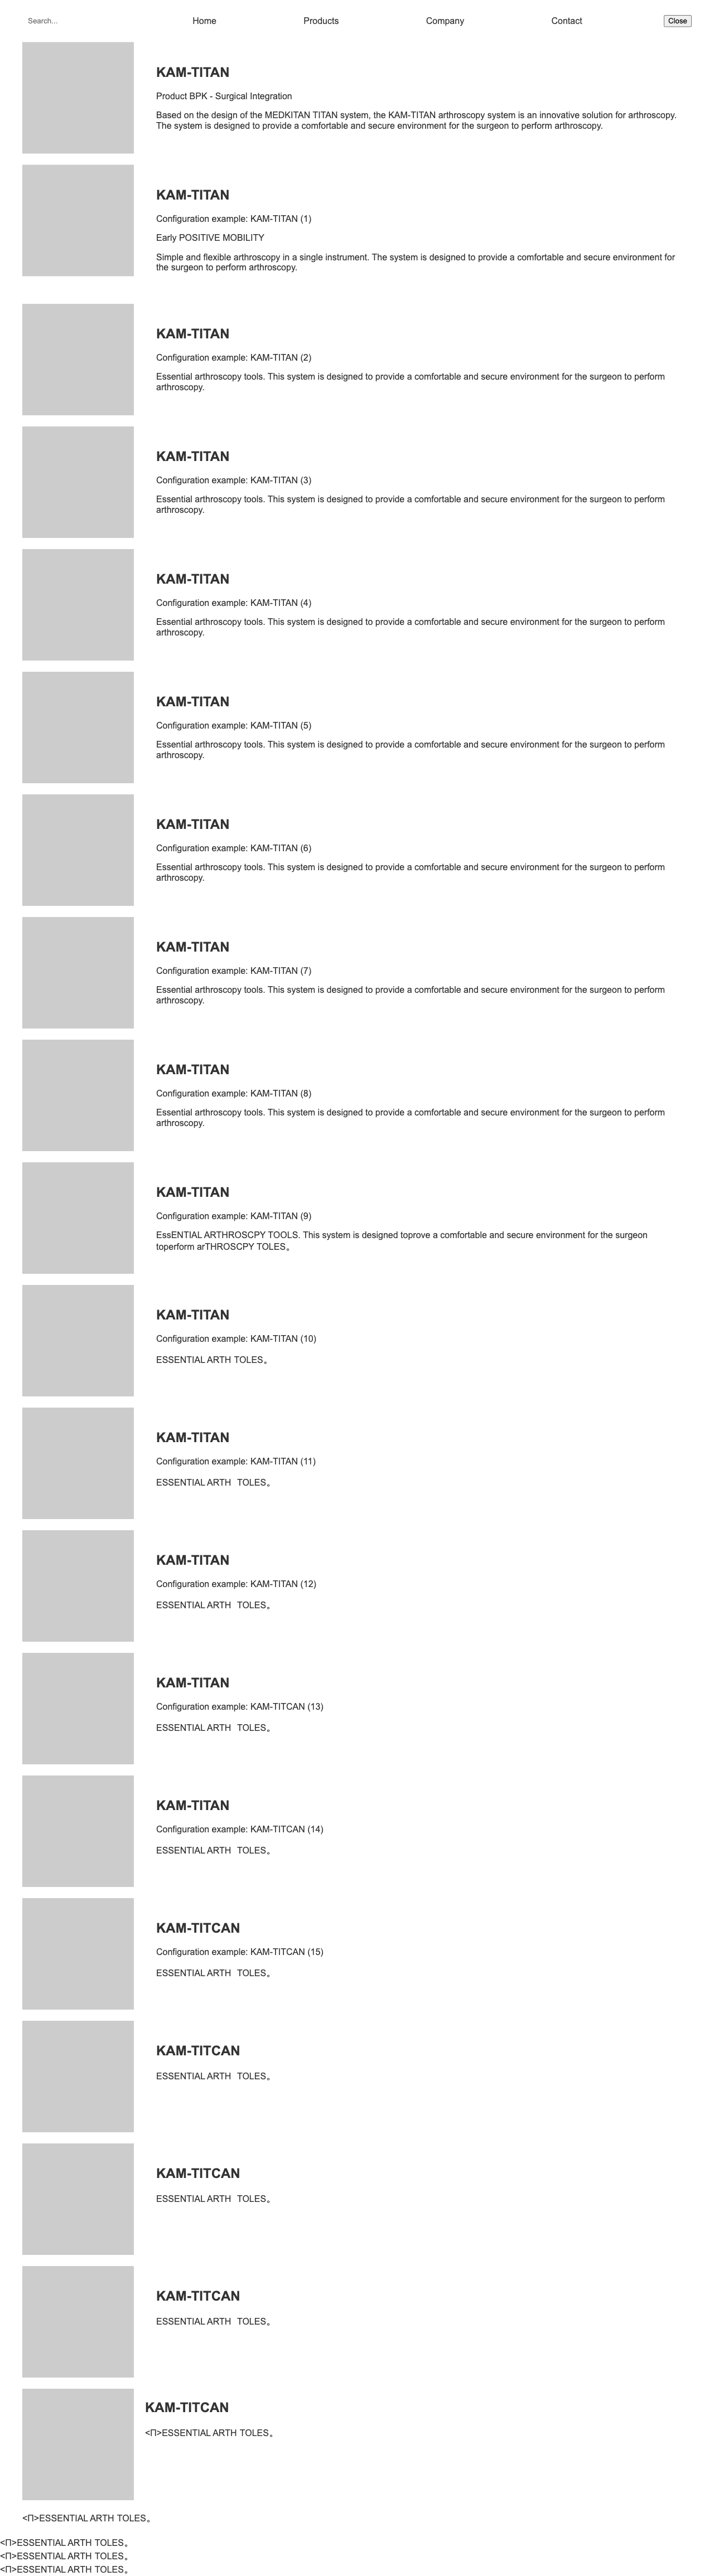 Search...
Home
Products
Company
Contact
Close
KAM-TITAN
Product BPK - Surgical Integration
Based on the design of the MEDKITAN TITAN system, the KAM-TITAN arthroscopy system is an innovative solution for arthroscopy.
The system is designed to provide a comfortable and secure environment for the surgeon to perform arthroscopy.
KAM-TITAN
Configuration example: KAM-TITAN (1)
Early POSITIVE MOBILITY
Simple and flexible arthroscopy in a single instrument. The system is designed to provide a comfortable and secure environment for
the surgeon to perform arthroscopy.
KAM-TITAN
Configuration example: KAM-TITAN (2)
Essential arthroscopy tools. This system is designed to provide a comfortable and secure environment for the surgeon to perform
arthroscopy.
KAM-TITAN
Configuration example: KAM-TITAN (3)
Essential arthroscopy tools. This system is designed to provide a comfortable and secure environment for the surgeon to perform
arthroscopy.
KAM-TITAN
Configuration example: KAM-TITAN (4)
Essential arthroscopy tools. This system is designed to provide a comfortable and secure environment for the surgeon to perform
arthroscopy.
KAM-TITAN
Configuration example: KAM-TITAN (5)
Essential arthroscopy tools. This system is designed to provide a comfortable and secure environment for the surgeon to perform
arthroscopy.
KAM-TITAN
Configuration example: KAM-TITAN (6)
Essential arthroscopy tools. This system is designed to provide a comfortable and secure environment for the surgeon to perform
arthroscopy.
KAM-TITAN
Configuration example: KAM-TITAN (7)
Essential arthroscopy tools. This system is designed to provide a comfortable and secure environment for the surgeon to perform
arthroscopy.
KAM-TITAN
Configuration example: KAM-TITAN (8)
Essential arthroscopy tools. This system is designed to provide a comfortable and secure environment for the surgeon to perform
arthroscopy.
KAM-TITAN
Configuration example: KAM-TITAN (9)
EssENTIAL ARTHROSCPY TOOLS. This system is designed toprove a comfortable and secure environment for the surgeon
toperform arTHROSCPY TOLES。
KAM-TITAN
Configuration example: KAM-TITAN (10)
ESSENTIAL ARTH TOLES。
KAM-TITAN
Configuration example: KAM-TITAN (11)
ESSENTIAL ARTH  TOLES。
KAM-TITAN
Configuration example: KAM-TITAN (12)
ESSENTIAL ARTH  TOLES。
KAM-TITAN
Configuration example: KAM-TITCAN (13)
ESSENTIAL ARTH  TOLES。
KAM-TITAN
Configuration example: KAM-TITCAN (14)
ESSENTIAL ARTH  TOLES。
KAM-TITCAN
Configuration example: KAM-TITCAN (15)
ESSENTIAL ARTH  TOLES。
KAM-TITCAN
ESSENTIAL ARTH  TOLES。
KAM-TITCAN
ESSENTIAL ARTH  TOLES。
KAM-TITCAN
ESSENTIAL ARTH  TOLES。
KAM-TITCAN
<П>ESSENTIAL ARTH TOLES。
<П>ESSENTIAL ARTH TOLES。
<П>ESSENTIAL ARTH TOLES。
<П>ESSENTIAL ARTH TOLES。
<П>ESSENTIAL ARTH TOLES。